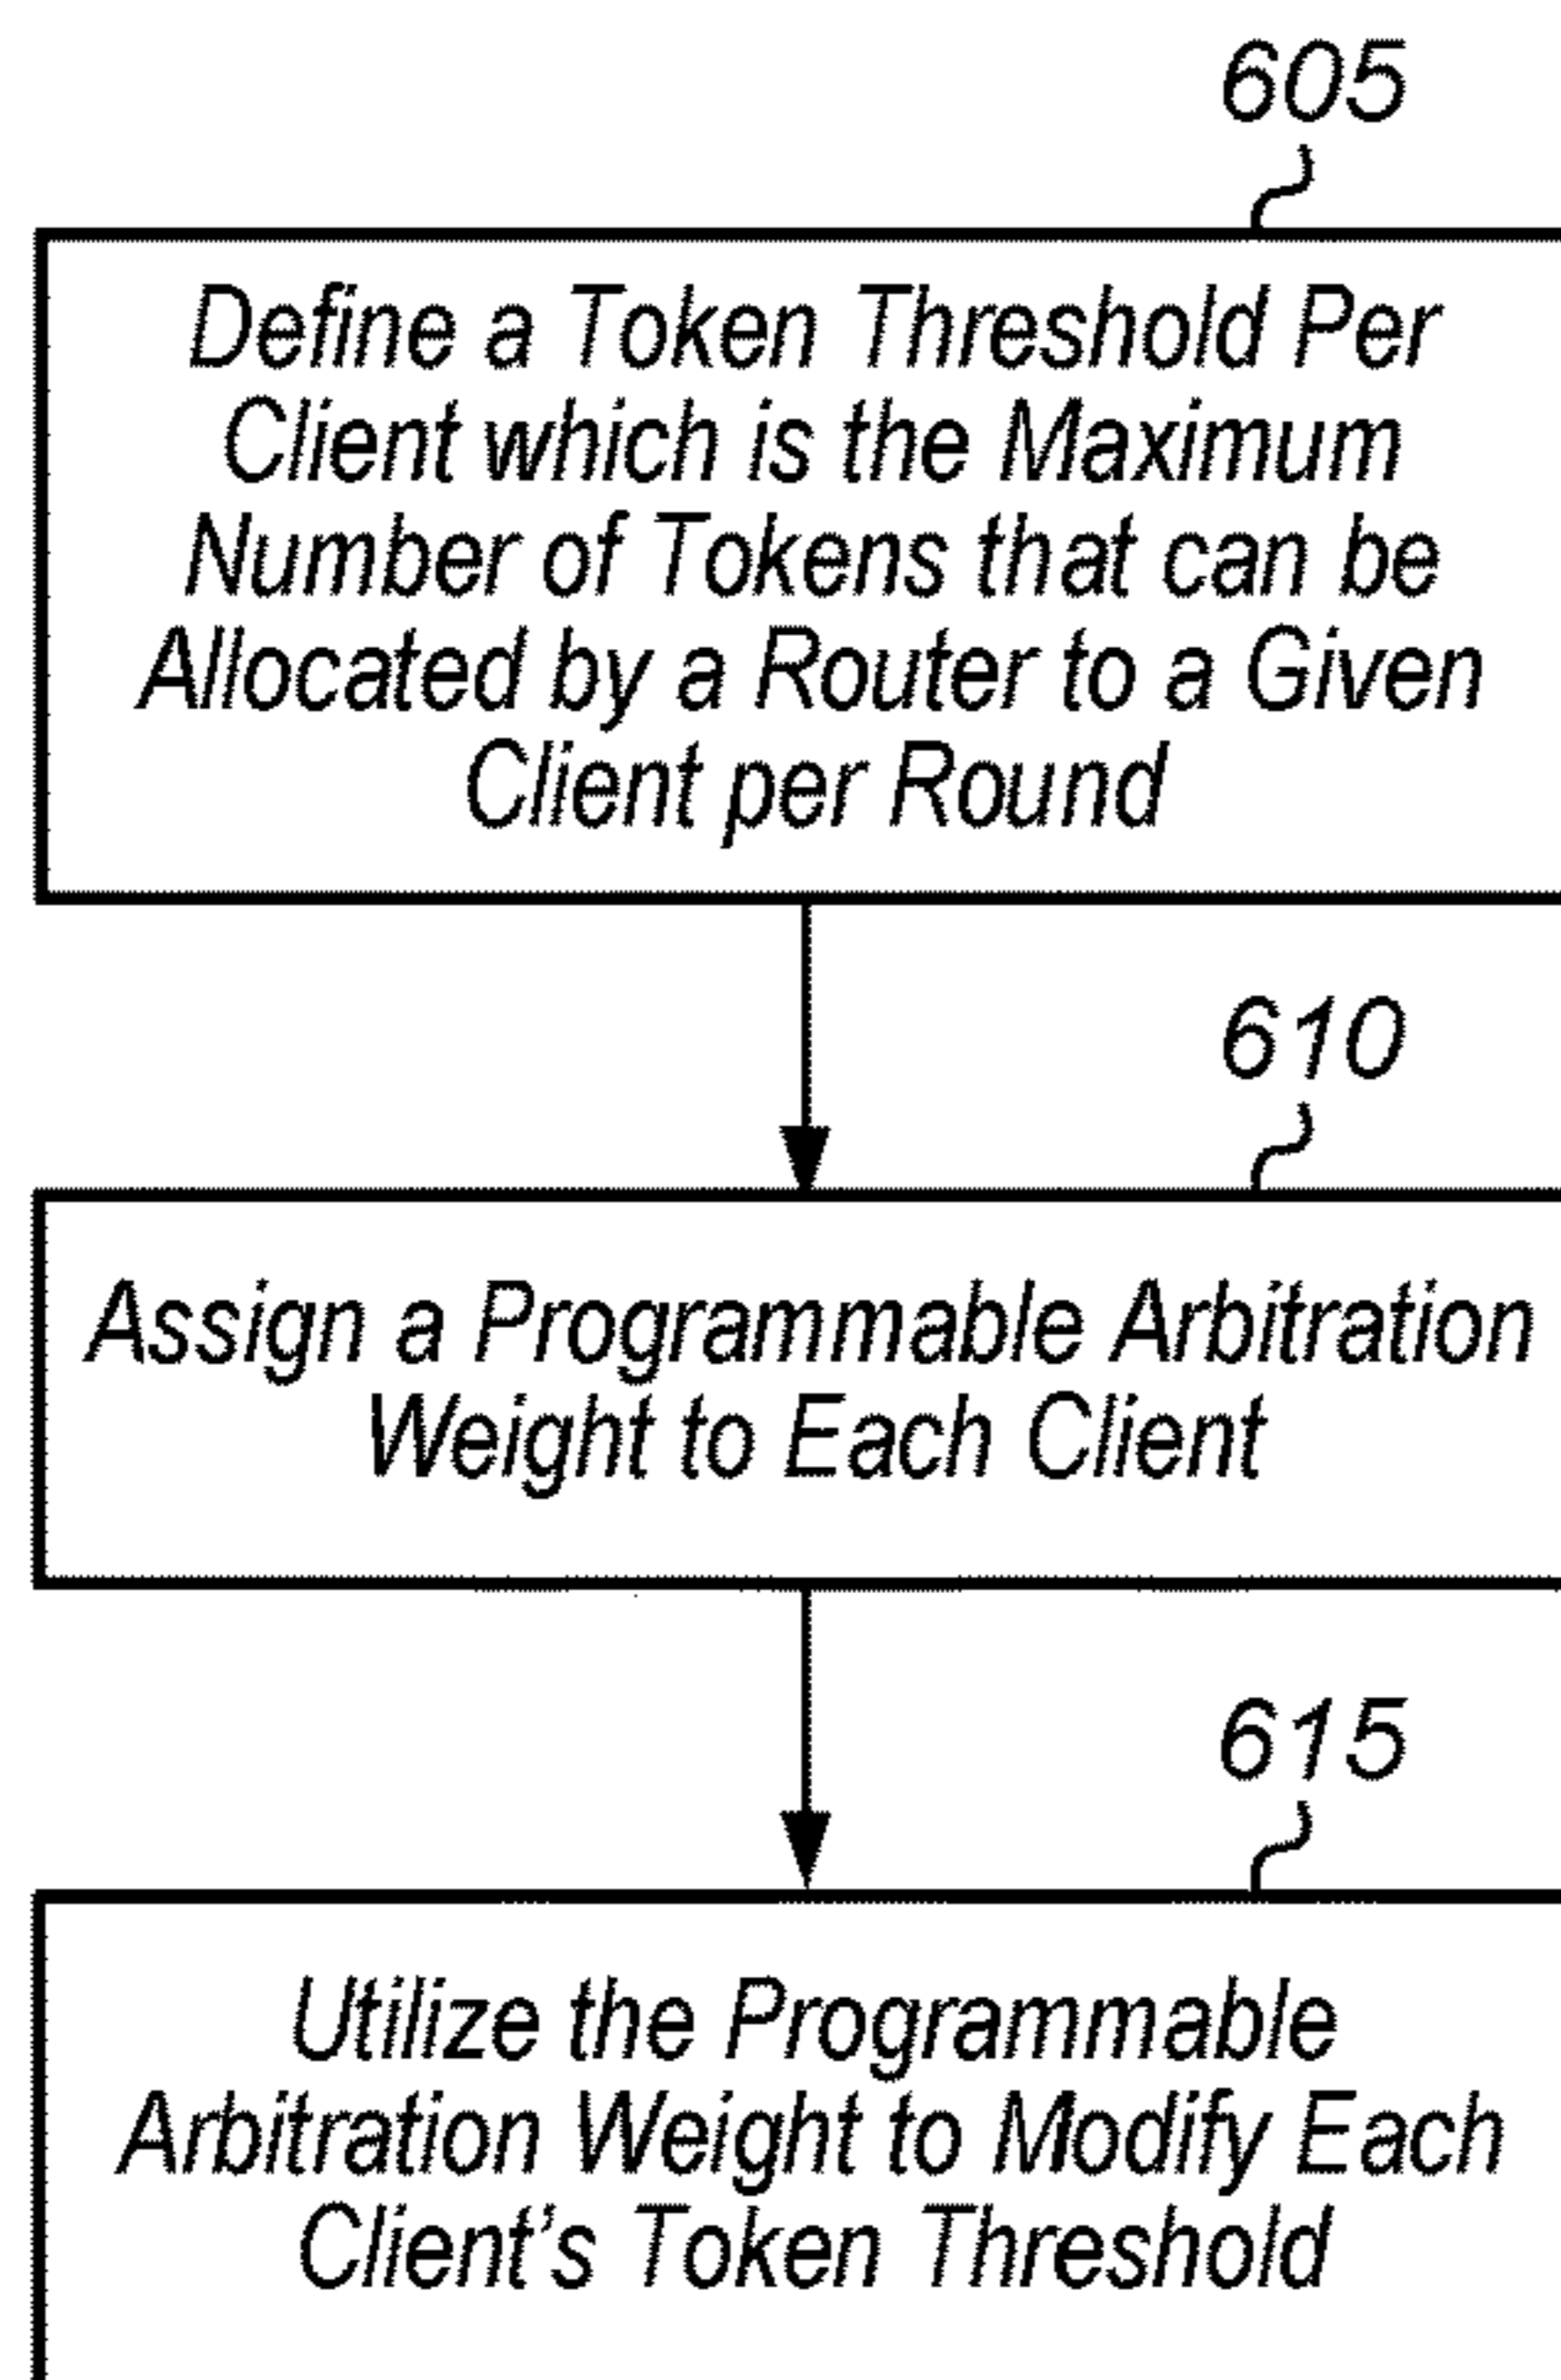 605
Define a Token Threshold Per
Client which is the Maximum
Number of Tokens that can be
Allocated by a Router to a Given
Client per Round
610
Assign a Programmable Arbitration
Weight to Each Client
615
Utilize the Programmable
Arbitration Weight to Modify Each
Client’s Token Threshold